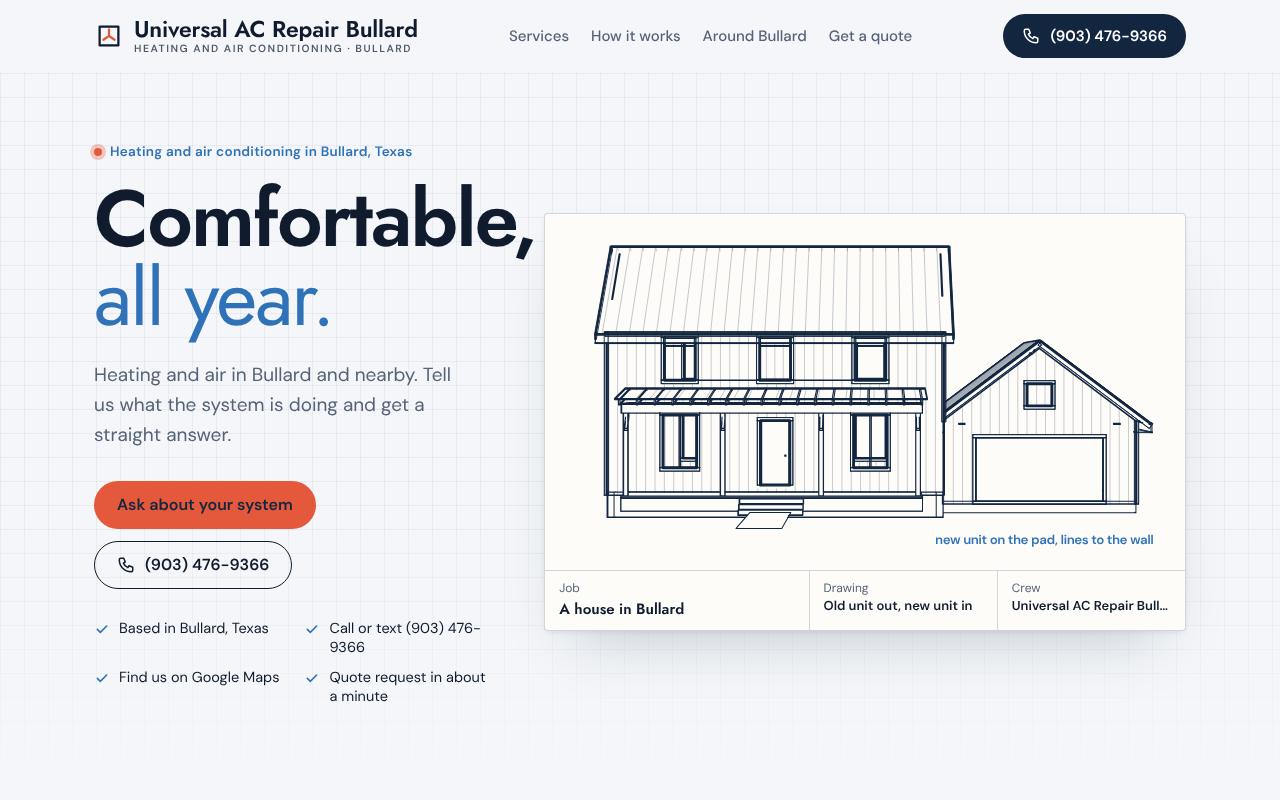 Universal AC Repair Bullard
HEATING AND AIR CONDITIONING · BULLARD
Services
How it works
Around Bullard
Get a quote
(903) 476-9366
Heating and air conditioning in Bullard, Texas
Comfortable,
all year.
Heating and air in Bullard and nearby. Tell
us what the system is doing and get a
straight answer.
Ask about your system
(903) 476-9366
Based in Bullard, Texas
Call or text (903) 476-
9366
Find us on Google Maps
Quote request in about
a minute
new unit on the pad, lines to the wall
Job
A house in Bullard
Drawing
Old unit out, new unit in
Crew
Universal AC Repair Bull…